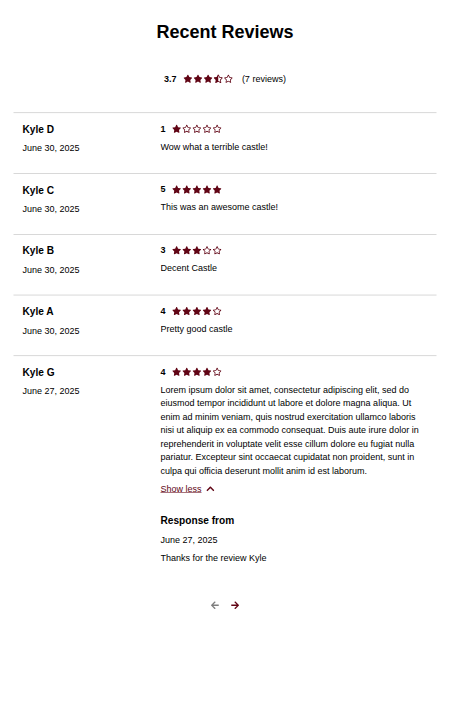 Recent Reviews
3.7 (7 reviews)
Kyle D
June 30, 2025
1
Wow what a terrible castle!
Kyle C
June 30, 2025
5
This was an awesome castle!
Kyle B
June 30, 2025
3
Decent Castle
Kyle A
June 30, 2025
4
Pretty good castle
Kyle G
June 27, 2025
4
Lorem ipsum dolor sit amet, consectetur adipiscing elit, sed do
eiusmod tempor incididunt ut labore et dolore magna aliqua. Ut
enim ad minim veniam, quis nostrud exercitation ullamco laboris
nisi ut aliquip ex ea commodo consequat. Duis aute irure dolor in
reprehenderit in voluptate velit esse cillum dolore eu fugiat nulla
pariatur. Excepteur sint occaecat cupidatat non proident, sunt in
culpa qui officia deserunt mollit anim id est laborum.
Show less
Response from
June 27, 2025
Thanks for the review Kyle